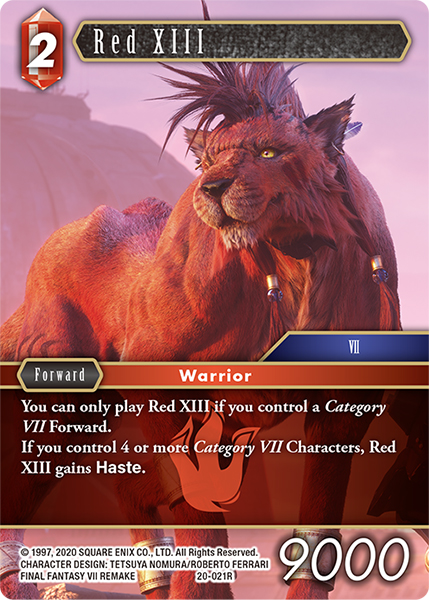 2
Red XIII
VII
Forward
Warrior
You can only play Red XIII if you control a Category
VII Forward.
If you control 4 or more Category VII Characters, Red
XIII gains Haste.
© 1997, 2020 SQUARE ENIX CO., LTD. All Rights Reserved.
CHARACTER DESIGN: TETSUYA NOMURA/ROBERTO FERRARI
FINAL FANTASY VII REMAKE
20-021R
9000